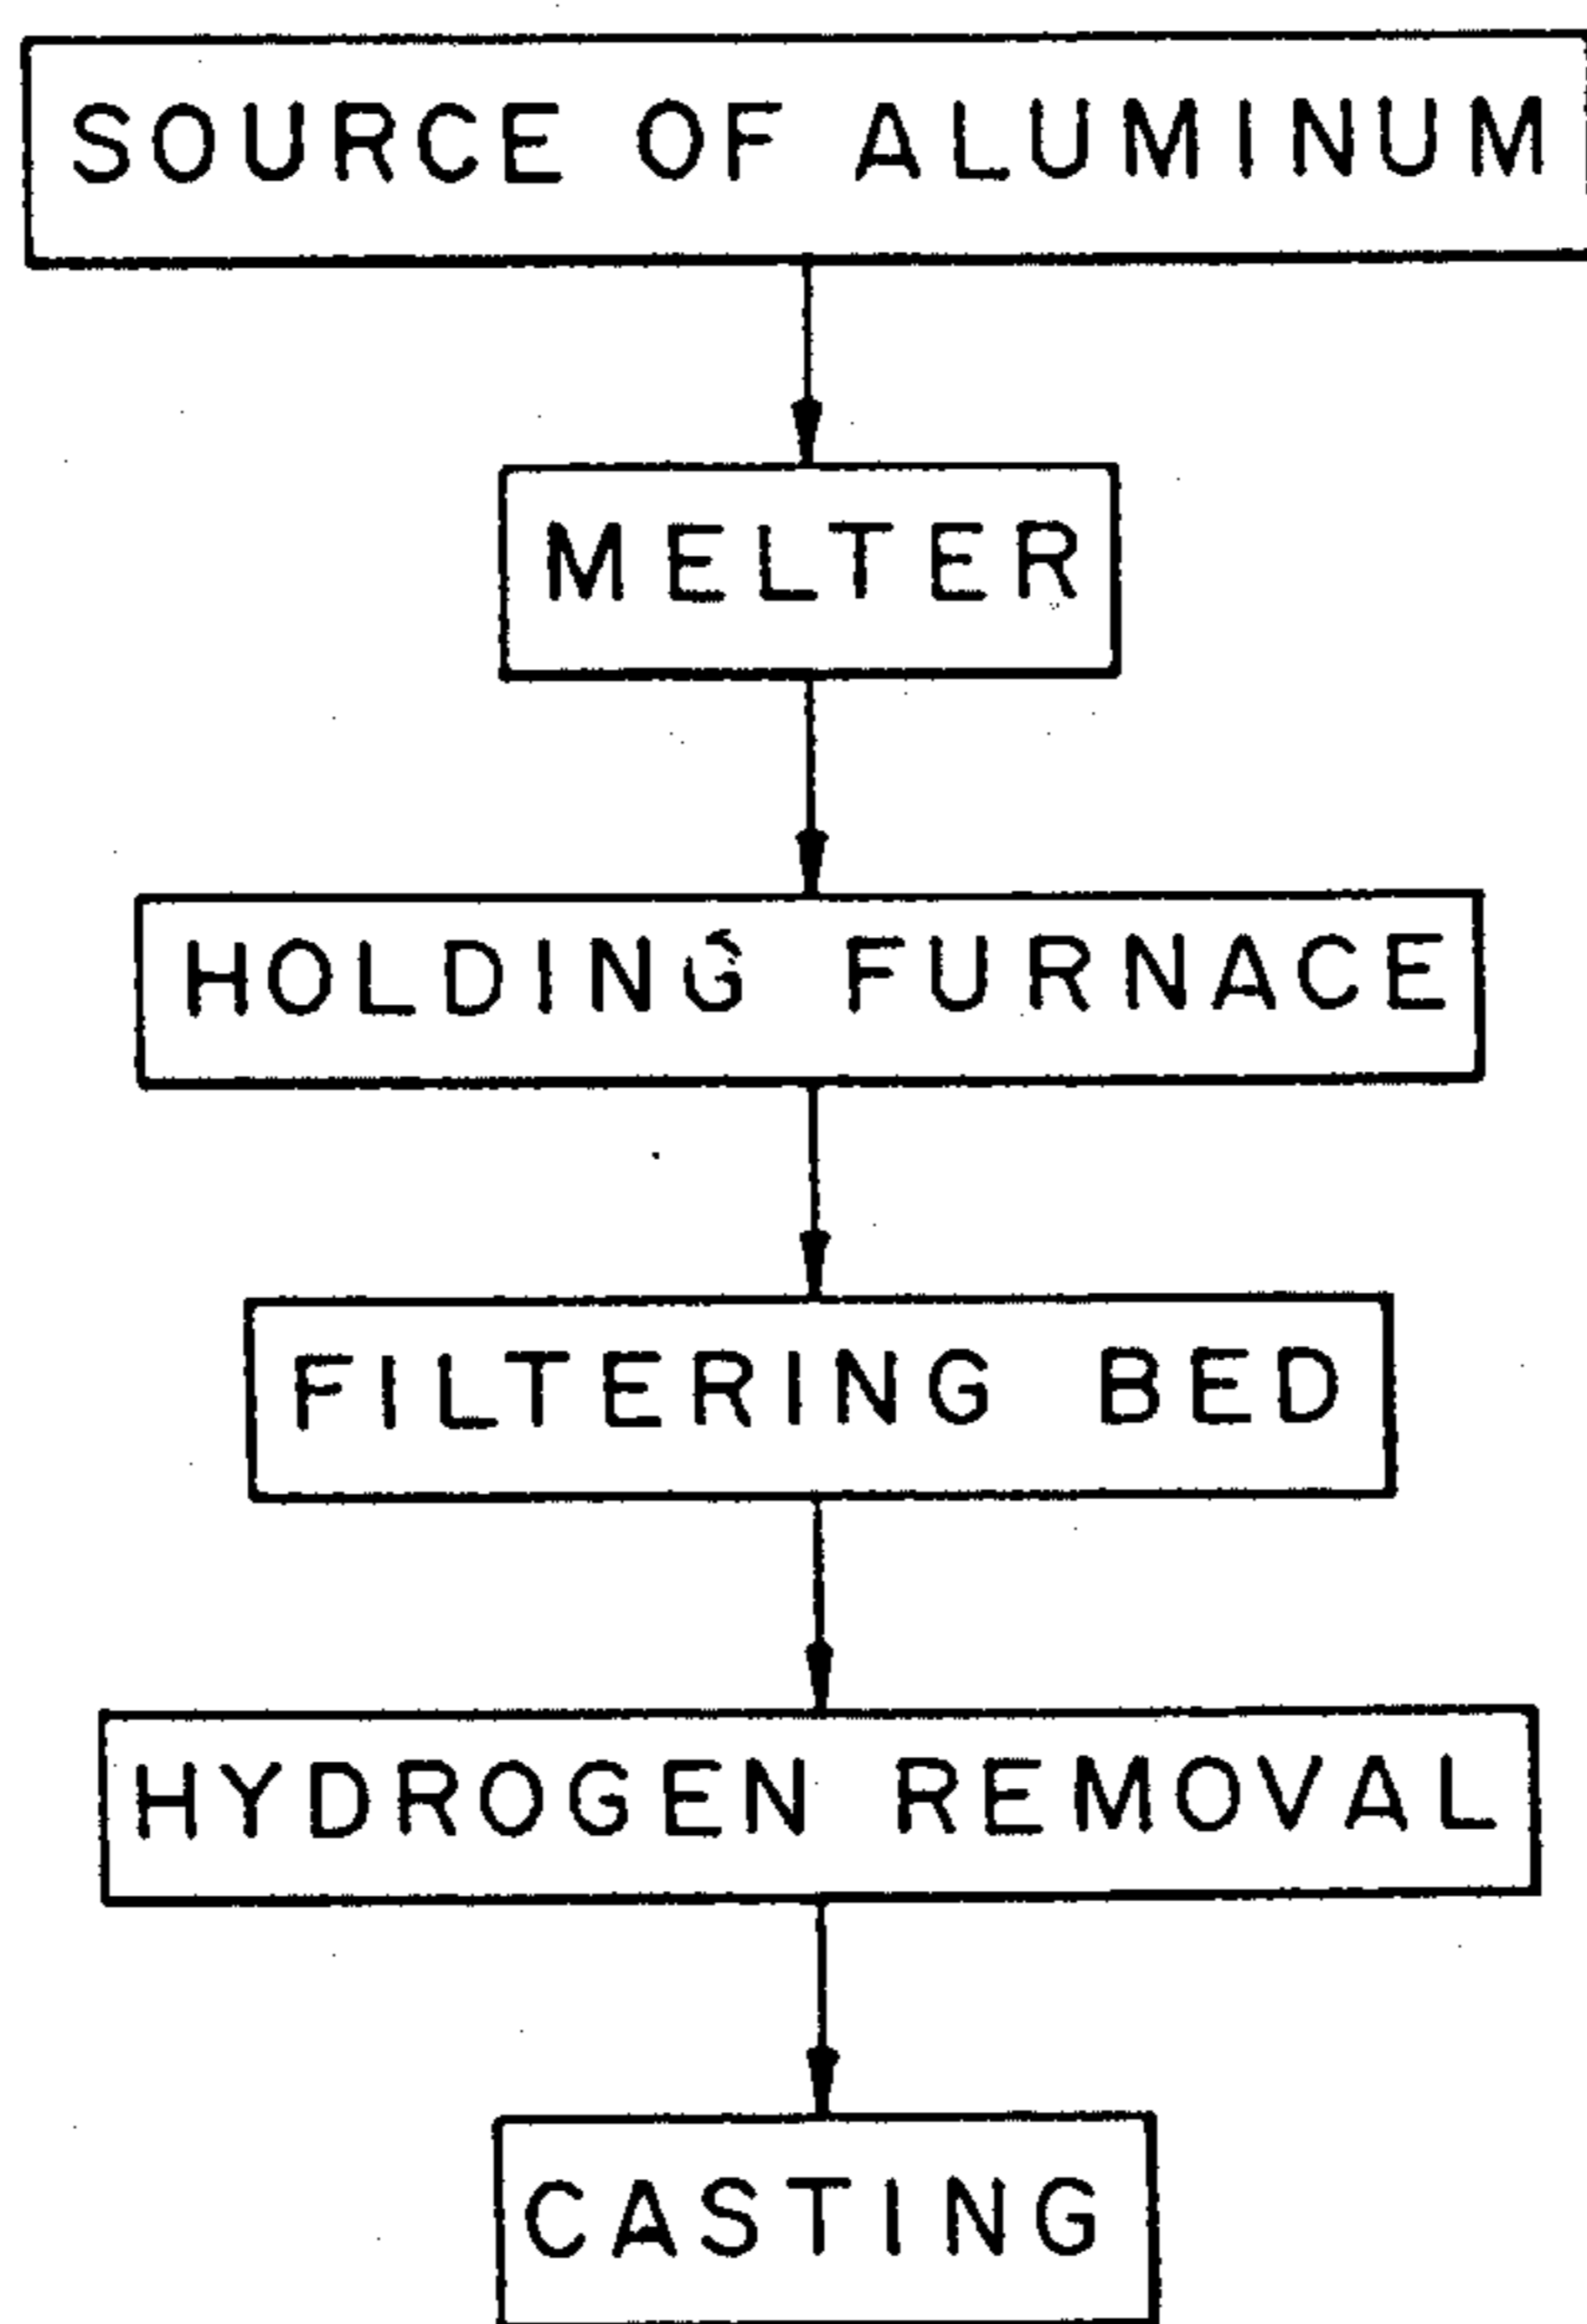 SOURCE OF ALUMINUM
MELTER
HOLDING FURNACE
FILTERING BED
HYDROGEN REMOVAL
CASTING